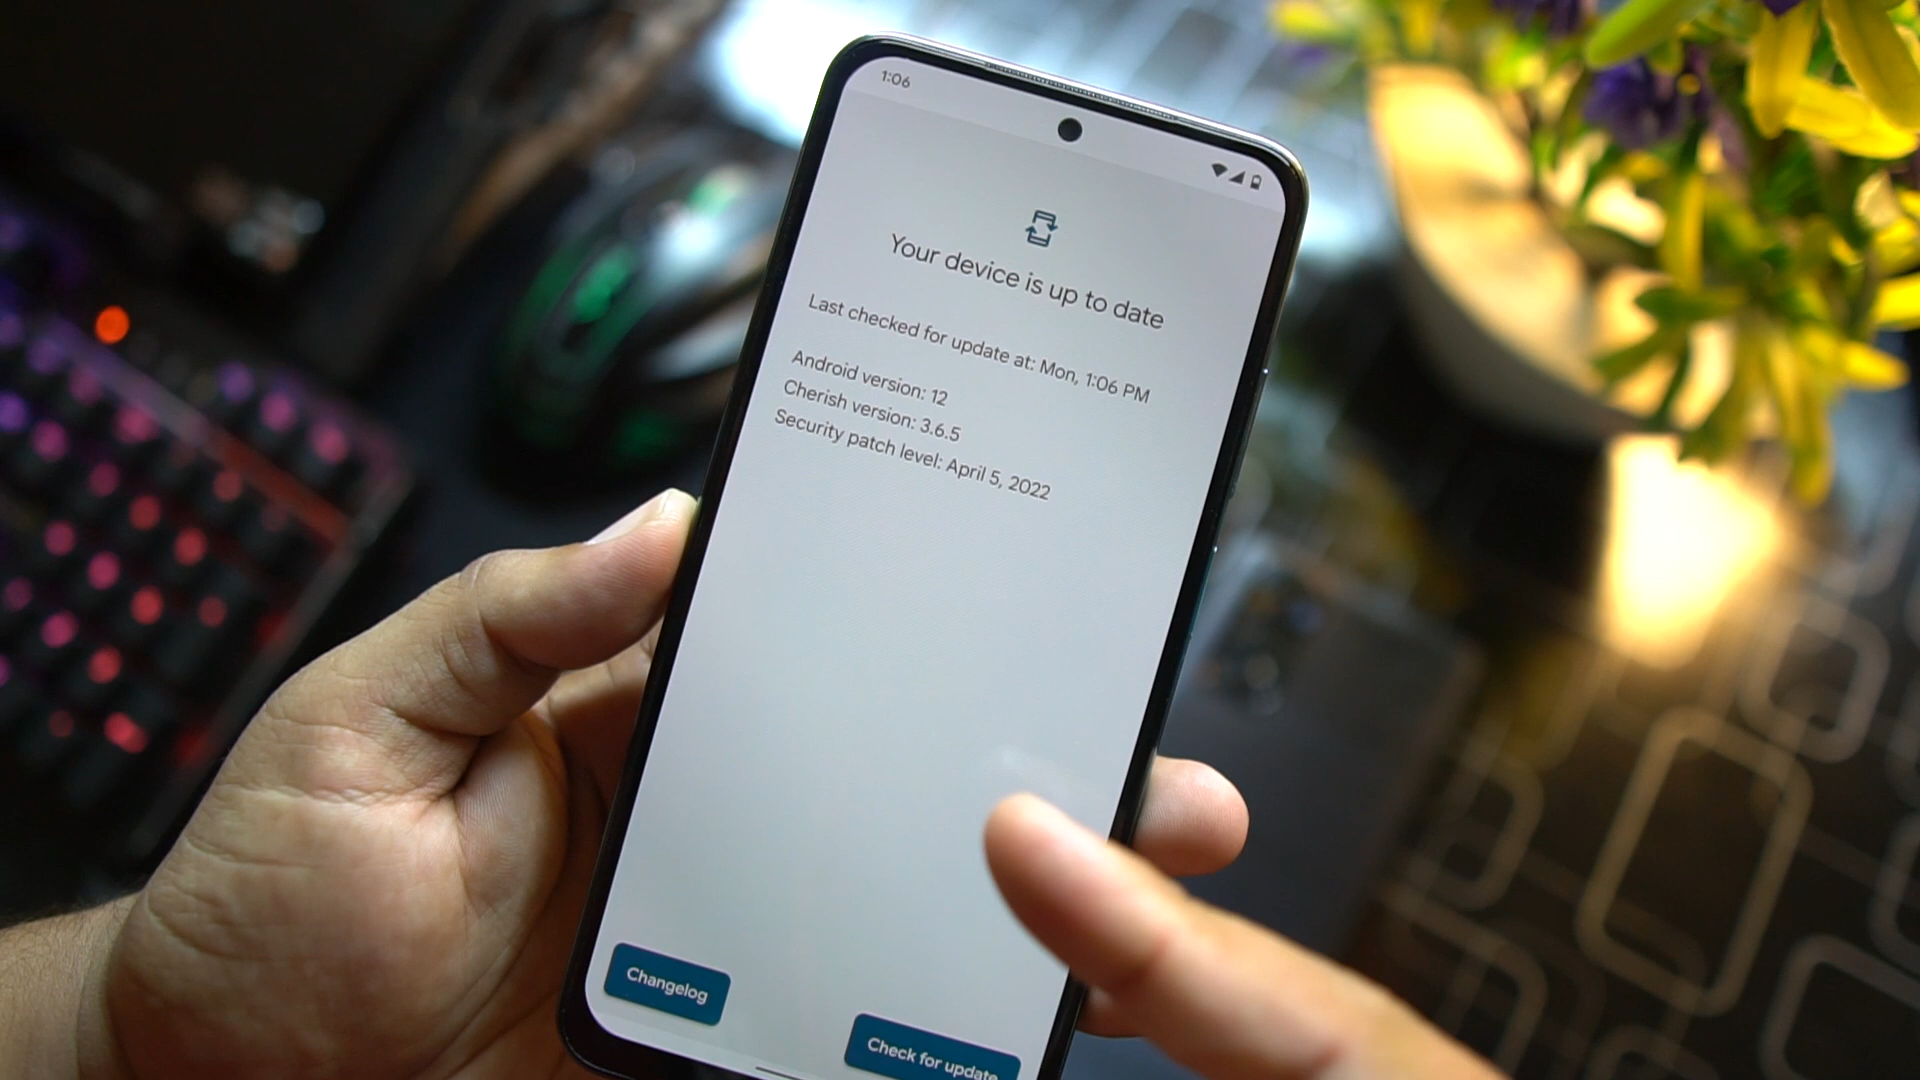 1:06
Your device is up to date
Last checked for update at: Mon, 1:06 PM
Android version: 12
Cherish version: 3.6.5
Security patch level: April 5, 2022
Changelog
Check for update